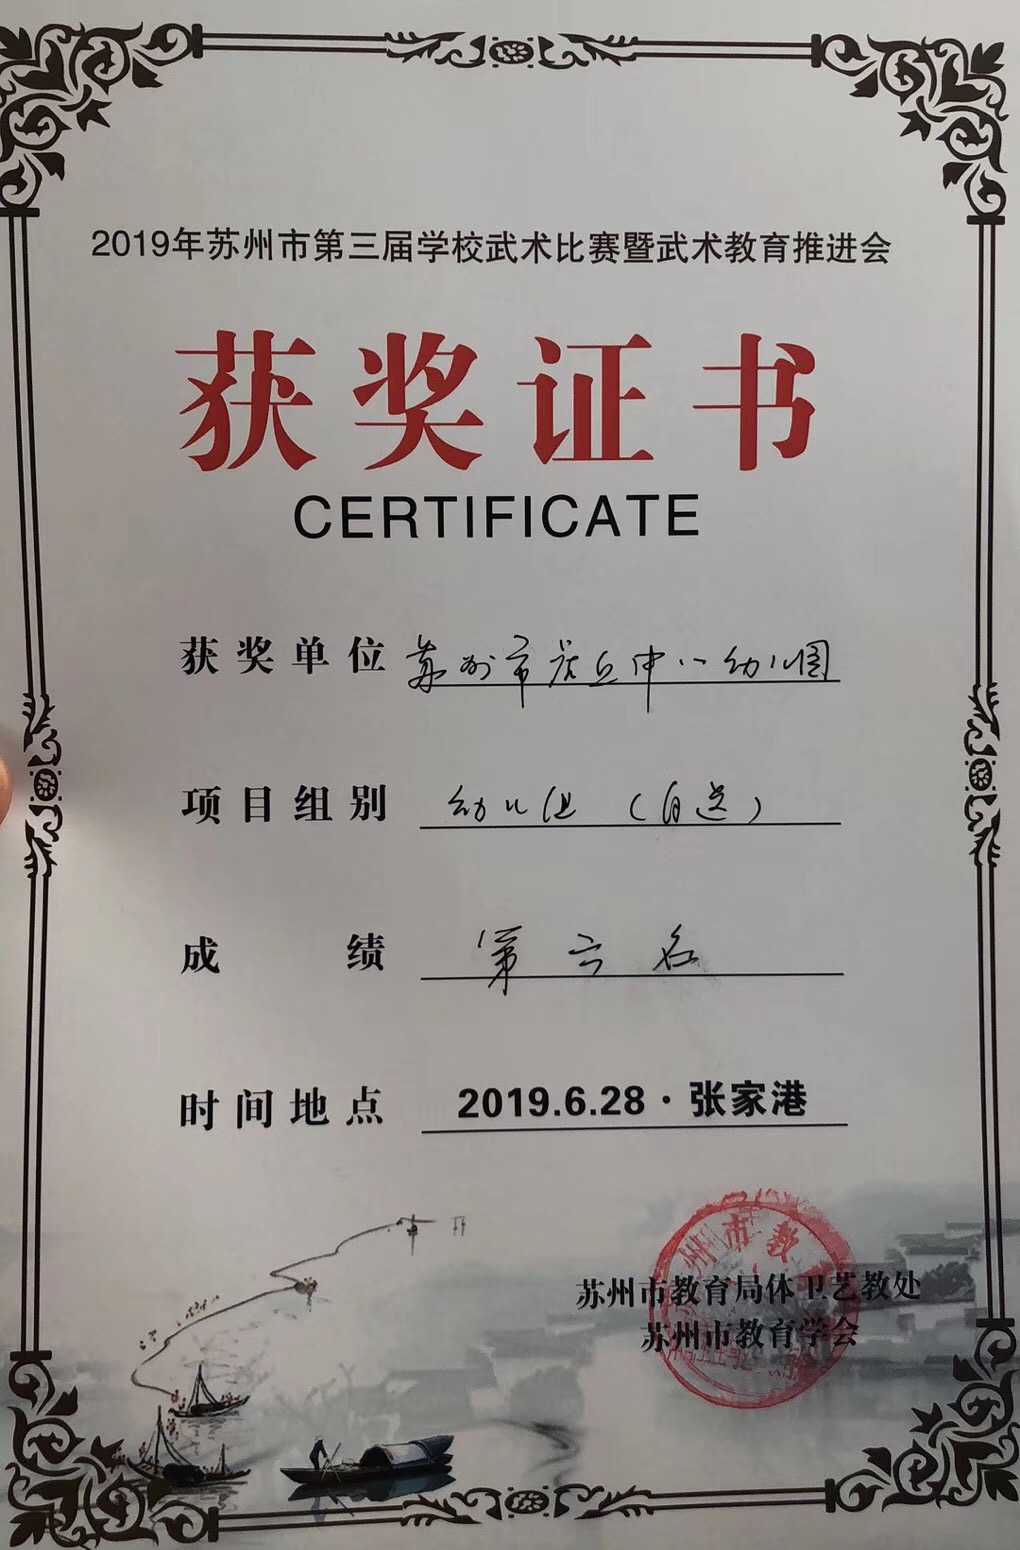 2019年苏州市第三届学校武术比赛暨武术教育推进会
获奖证书
CERTIFICATE
获奖单位 苏州市虎丘中心幼儿园
项目组别 幼儿组（自选）
成绩 第六名
时间地点 2019.6.28·张家港
苏州市教育局体卫艺教处
苏州市教育学会
州市教